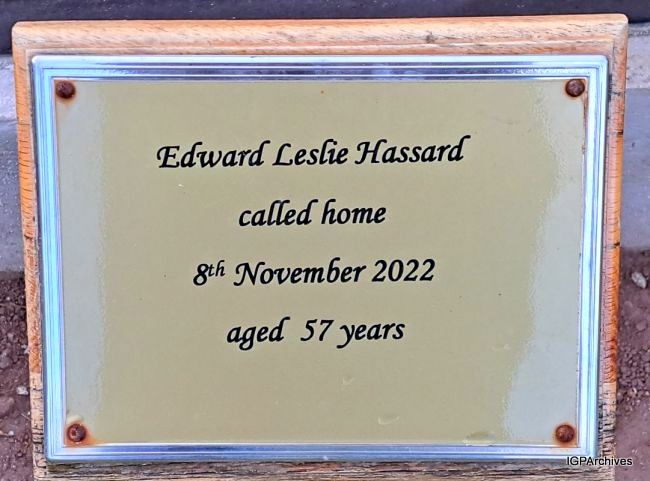 Edward Leslie Hassard
called home
8th November 2022
aged 57 years
IGPArchives